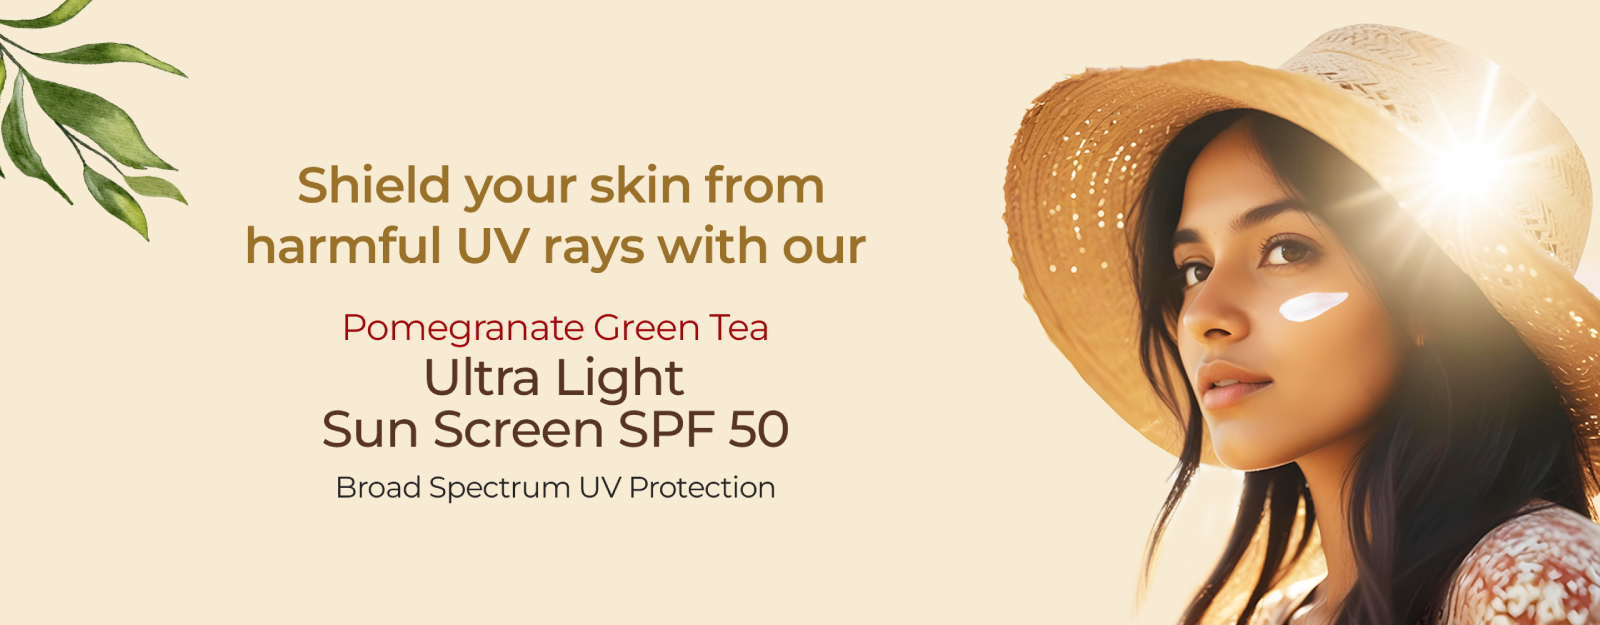 Shield your skin from
harmful UV rays with our
Pomegranate Green Tea
Ultra Light
Sun Screen SPF 50
Broad Spectrum UV Protection